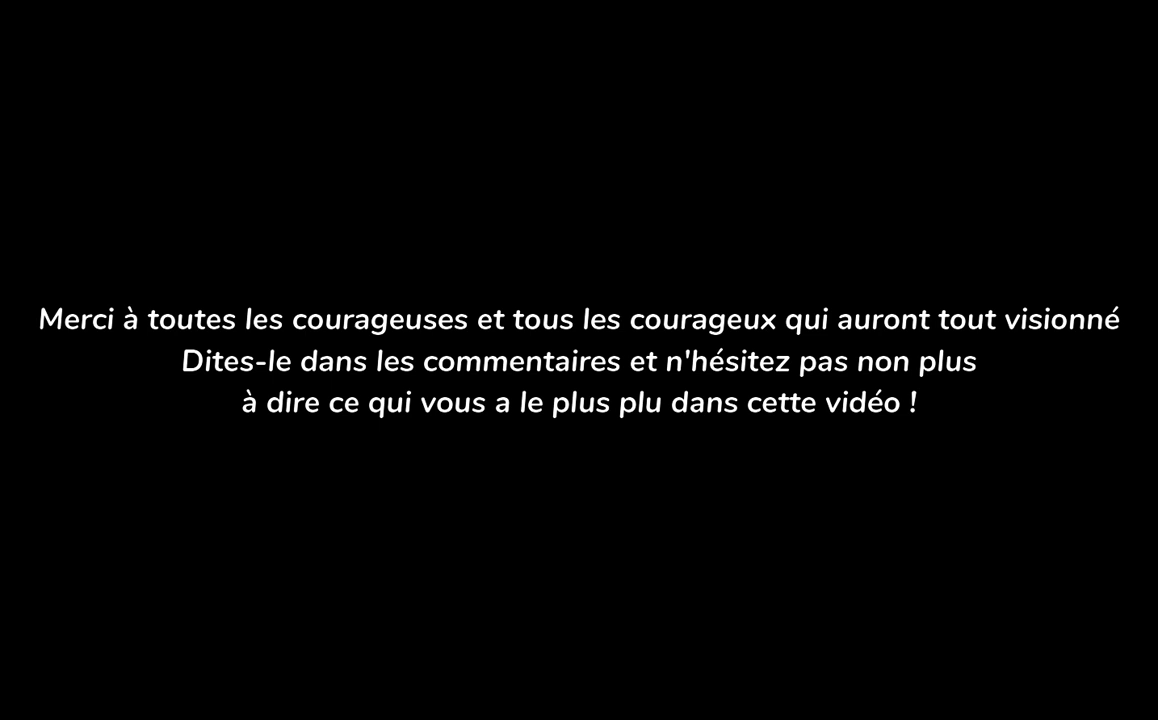 Merci à toutes les courageuses et tous les courageux qui auront tout visionné
Dites-le dans les commentaires et n'hésitez pas non plus
à dire ce qui vous a le plus plu dans cette vidéo !